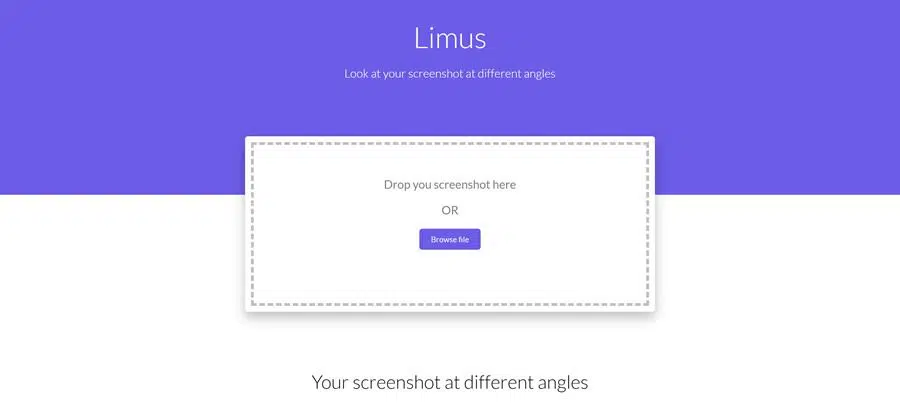 Limus
Look at your screenshot at different angles
Drop you screenshot here
OR
Browse file
Your screenshot at different angles